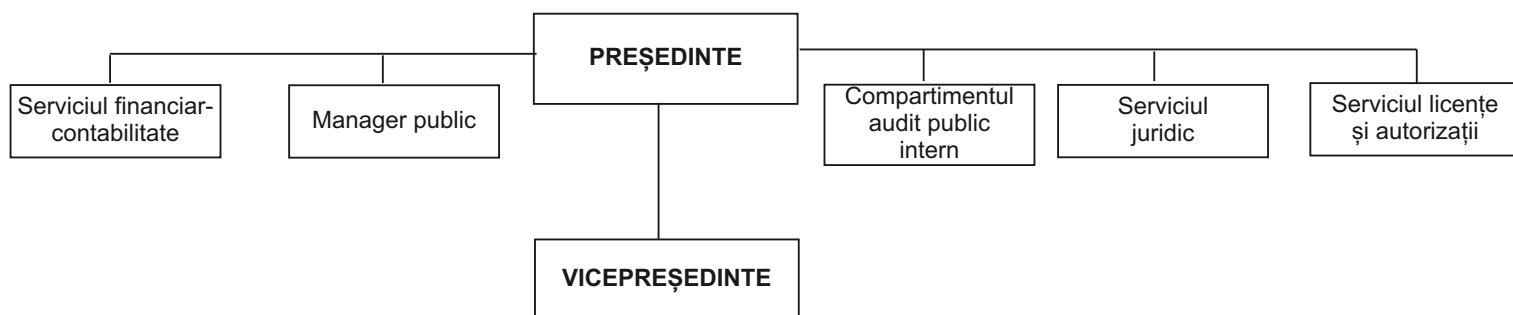 PREȘEDINTE
Serviciul financiar-
contabilitate
Manager public
Compartimentul
audit public
intern
Serviciul
juridic
Serviciul licențe
și autorizații
VICEPREȘEDINTE